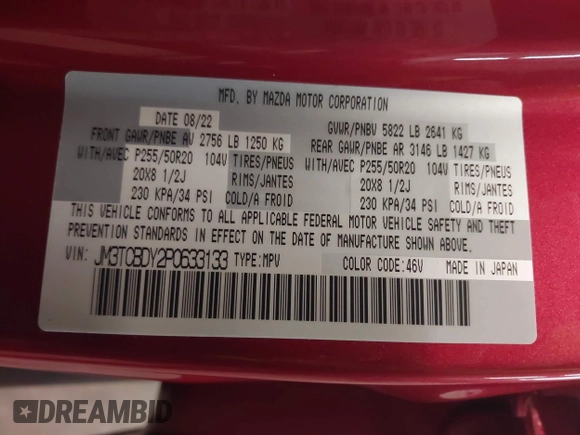 MFD. BY MAZDA MOTOR CORPORATION
DATE 08/22 GVWR/PNBV 5822 LB 2641 KG
FRONT GAWR/PNBE AV 2756 LB 1250 KG REAR GAWR/PNBE AR 3146 LB 1427 KG
WITH/AVEC P255/50R20 104V TIRES/PNEUS WITH/AVEC P255/50R20 104V TIRES/PNEUS
20X8 1/2J RIMS/JANTES 20X8 1/2J RIMS/JANTES
230 KPA/34 PSI COLD/A FROID 230 KPA/34 PSI COLD/A FROID
THIS VEHICLE CONFORMS TO ALL APPLICABLE FEDERAL MOTOR VEHICLE SAFETY AND THEFT
PREVENTION STANDARDS IN EFFECT ON THE DATE OF MANUFACTURE SHOWN ABOVE.
VIN: JM3TCBDV2P0633133 TYPE:MPV COLOR CODE:46V MADE IN JAPAN
DREAMBID